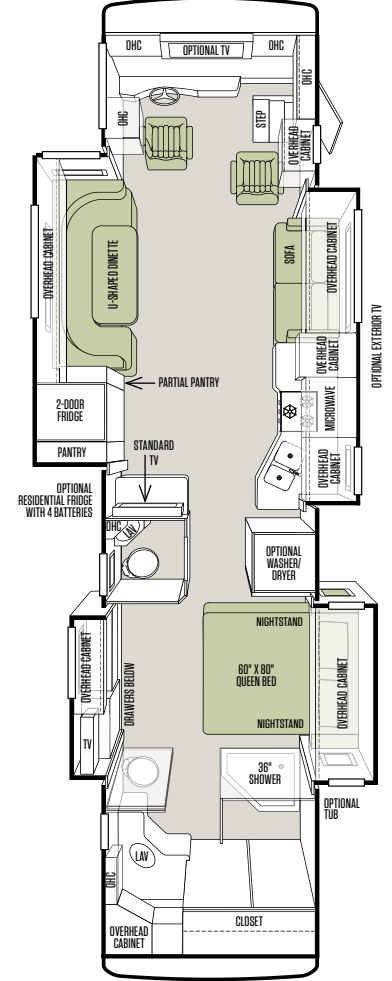 OHC
OPTIONAL TV
OHC
OHC
OHC
STEP
OVERHEAD
CABINET
OVERHEAD CABINET
U-SHAPED DINETTE
SOFA
OVERHEAD CABINET
OPTIONAL EXTERIOR TV
OVERHEAD
CABINET
PARTIAL PANTRY
2-DOOR
FRIDGE
MICROWAVE
PANTRY
STANDARD
TV
OVERHEAD
CABINET
OPTIONAL
RESIDENTIAL FRIDGE
WITH 4 BATTERIES
OHC
LAV
OPTIONAL
WASHER/
DRYER
NIGHTSTAND
OVERHEAD CABINET
DRAWERS BELOW
60" X 80"
QUEEN BED
OVERHEAD CABINET
NIGHTSTAND
TV
36"
SHOWER
OPTIONAL
TUB
LAV
OHC
CLOSET
OVERHEAD
CABINET